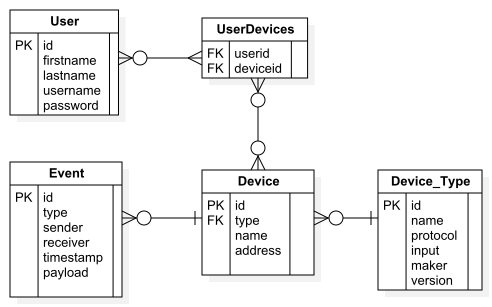 User
PK id
firstname
lastname
username
password
UserDevices
FK userid
FK deviceid
Event
PK id
type
sender
receiver
timestamp
payload
Device
PK id
FK type
name
address
Device_Type
PK id
name
protocol
input
maker
version